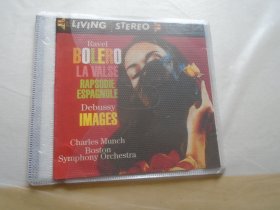 LIVING STEREO
Ravel
BOLERO
LA VALSE
RAPSODIE
ESPAGNOLE
Debussy
IMAGES
Charles Munch
Boston
Symphony Orchestra